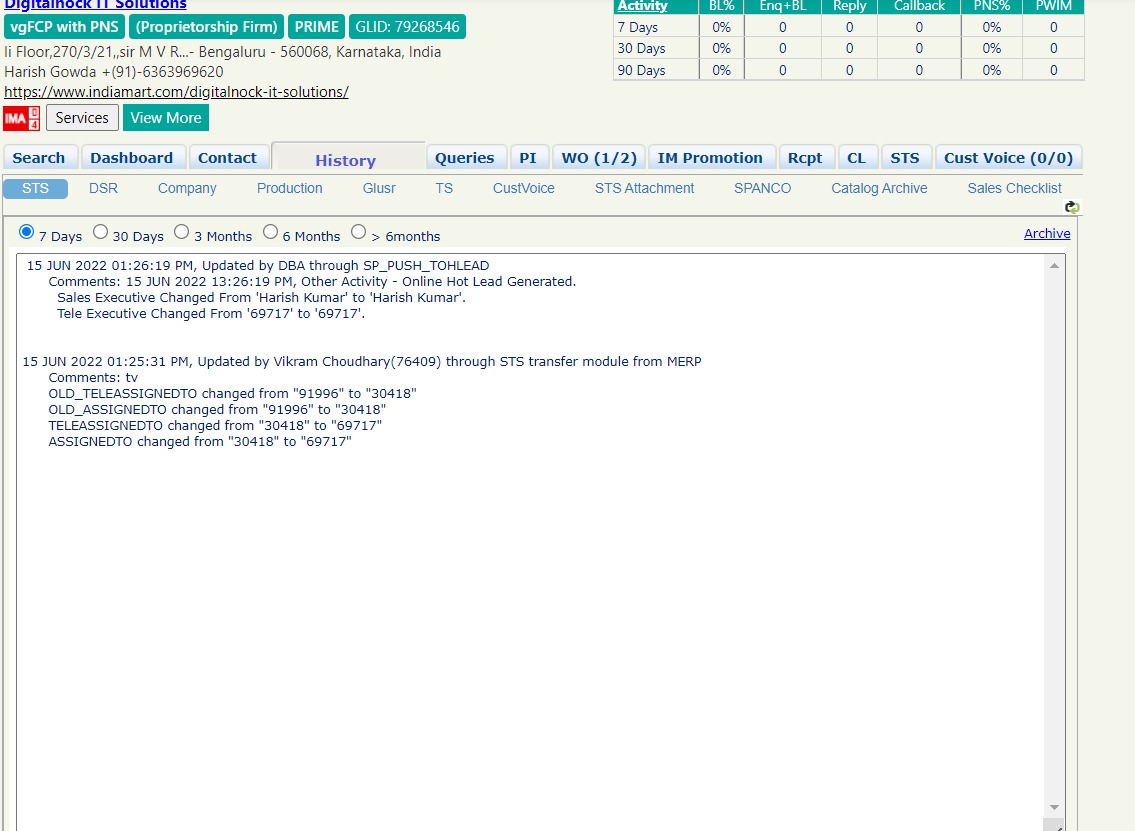 Digitalnock IT Solutions
vgFCP with PNS (Proprietorship Firm) PRIME GLID: 79268546
Ii Floor,270/3/21,,sir M V R...- Bengaluru - 560068, Karnataka, India
Harish Gowda +(91)-6363969620
https://www.indiamart.com/digitalnock-it-solutions/
IMA 0 4 Services View More
Activity BL% Enq+BL Reply Callback PNS% PWIM
7 Days 0% 0 0 0 0% 0
30 Days 0% 0 0 0 0% 0
90 Days 0% 0 0 0 0% 0
Search Dashboard Contact History Queries PI WO (1/2) IM Promotion Rcpt CL STS Cust Voice (0/0)
STS DSR Company Production Glusr TS CustVoice STS Attachment SPANCO Catalog Archive Sales Checklist
7 Days 30 Days 3 Months 6 Months > 6months Archive
15 JUN 2022 01:26:19 PM, Updated by DBA through SP_PUSH_TOHLEAD
Comments: 15 JUN 2022 13:26:19 PM, Other Activity - Online Hot Lead Generated.
Sales Executive Changed From 'Harish Kumar' to 'Harish Kumar'.
Tele Executive Changed From '69717' to '69717'.
15 JUN 2022 01:25:31 PM, Updated by Vikram Choudhary(76409) through STS transfer module from MERP
Comments: tv
OLD_TELEASSIGNEDTO changed from "91996" to "30418"
OLD_ASSIGNEDTO changed from "91996" to "30418"
TELEASSIGNEDTO changed from "30418" to "69717"
ASSIGNEDTO changed from "30418" to "69717"